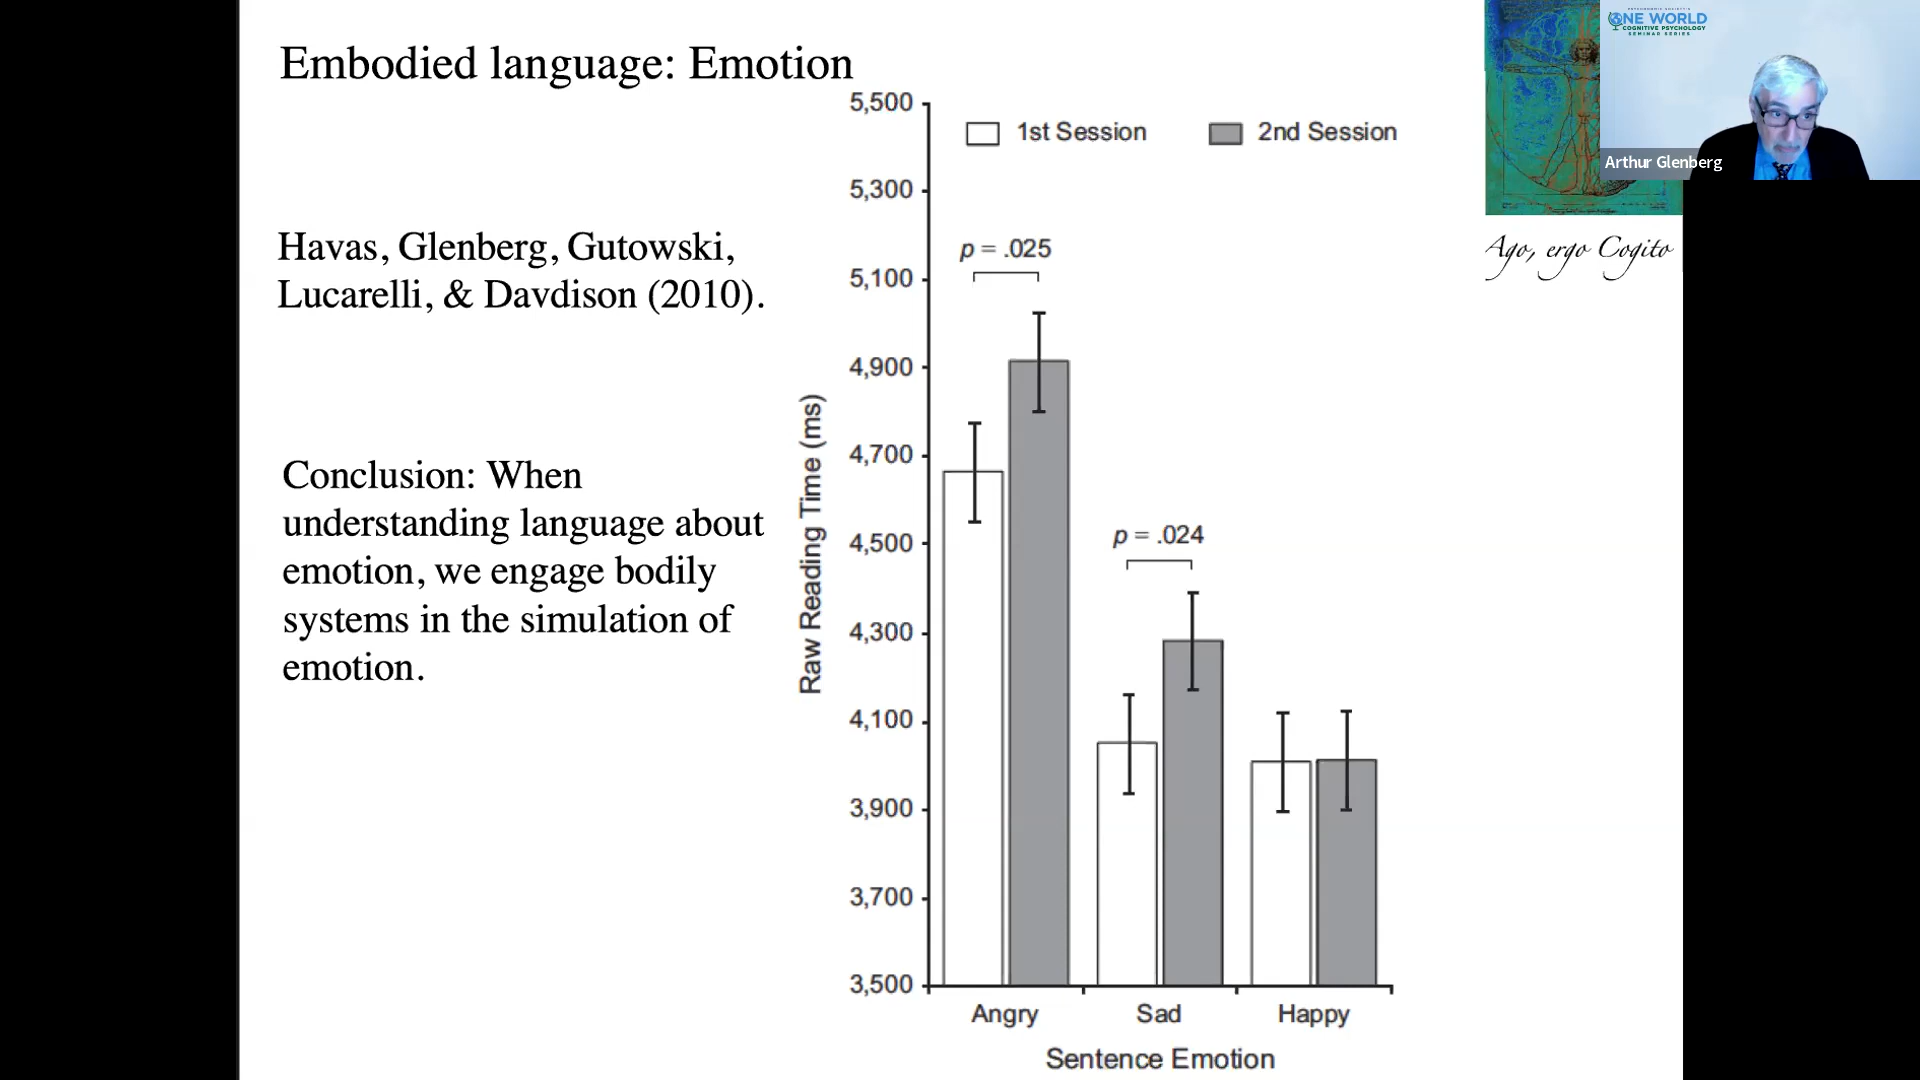 Embodied language: Emotion
Havas, Glenberg, Gutowski,
Lucarelli, & Davdison (2010).
Conclusion: When
understanding language about
emotion, we engage bodily
systems in the simulation of
emotion.
1st Session
2nd Session
Raw Reading Time (ms)
5,500
5,300
5,100
4,900
4,700
4,500
4,300
4,100
3,900
3,700
3,500
p = .025
p = .024
Angry
Sad
Happy
Sentence Emotion
Ago, ergo Cogito
PSYCHONOMIC SOCIETY'S
ONE WORLD
COGNITIVE PSYCHOLOGY
SEMINAR SERIES
Arthur Glenberg